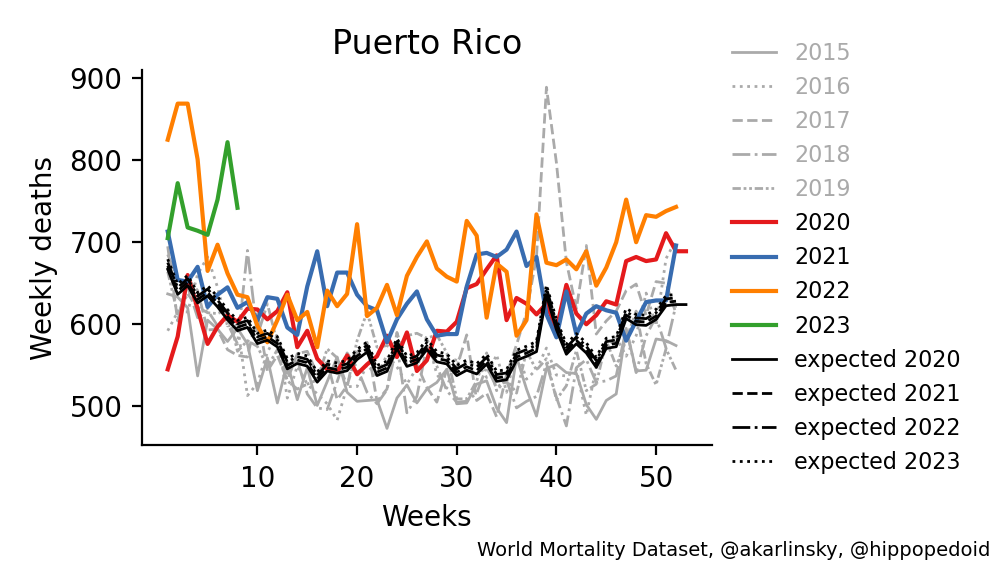 Puerto Rico
Weekly deaths
900
800
700
600
500
10
20
30
40
50
Weeks
2015
2016
2017
2018
2019
2020
2021
2022
2023
expected 2020
expected 2021
expected 2022
expected 2023
World Mortality Dataset, @akarlinsky, @hippopedoid